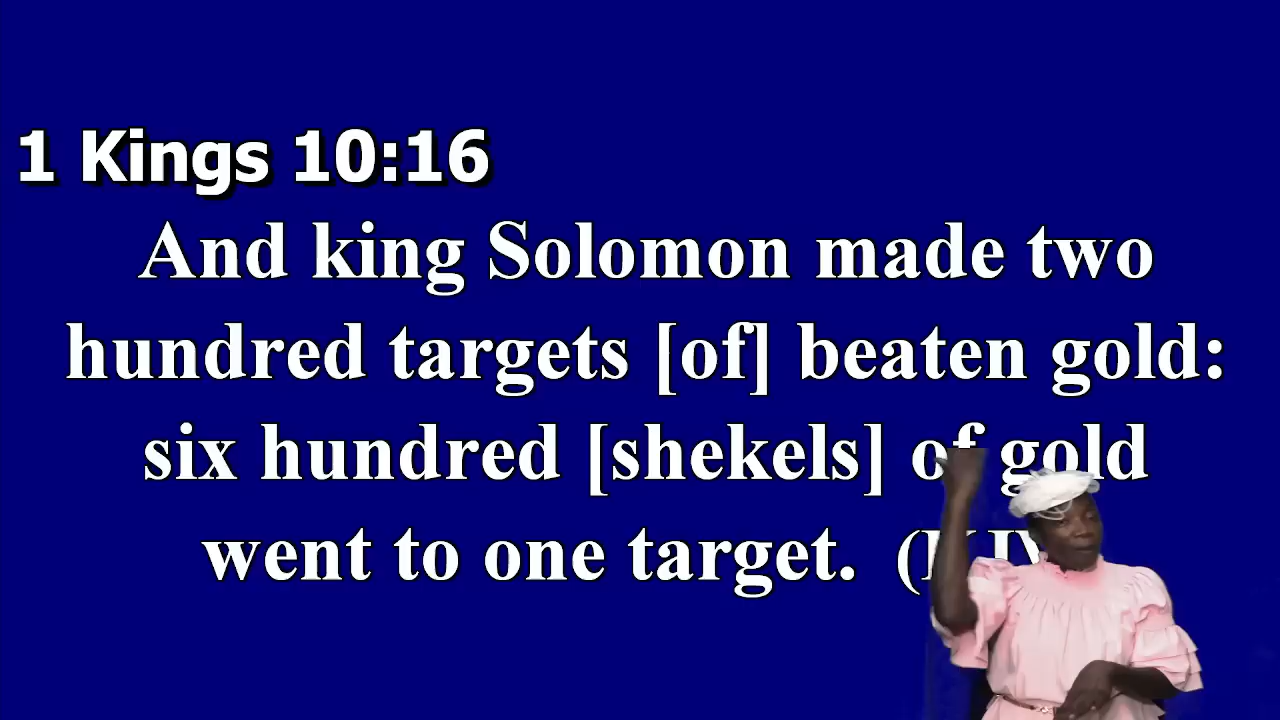 1 Kings 10:16
And king Solomon made two
hundred targets [of] beaten gold:
six hundred [shekels] of gold
went to one target.